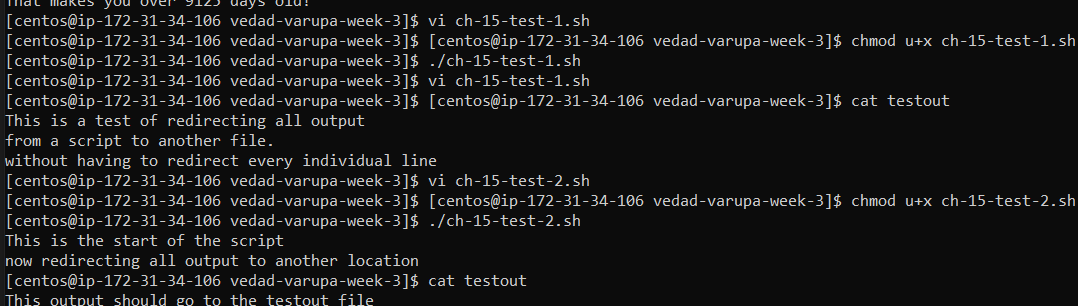 That makes you over 9125 days old!
[centos@ip-172-31-34-106 vedad-varupa-week-3]$ vi ch-15-test-1.sh
[centos@ip-172-31-34-106 vedad-varupa-week-3]$ [centos@ip-172-31-34-106 vedad-varupa-week-3]$ chmod u+x ch-15-test-1.sh
[centos@ip-172-31-34-106 vedad-varupa-week-3]$ ./ch-15-test-1.sh
[centos@ip-172-31-34-106 vedad-varupa-week-3]$ vi ch-15-test-1.sh
[centos@ip-172-31-34-106 vedad-varupa-week-3]$ [centos@ip-172-31-34-106 vedad-varupa-week-3]$ cat testout
This is a test of redirecting all output
from a script to another file.
without having to redirect every individual line
[centos@ip-172-31-34-106 vedad-varupa-week-3]$ vi ch-15-test-2.sh
[centos@ip-172-31-34-106 vedad-varupa-week-3]$ [centos@ip-172-31-34-106 vedad-varupa-week-3]$ chmod u+x ch-15-test-2.sh
[centos@ip-172-31-34-106 vedad-varupa-week-3]$ ./ch-15-test-2.sh
This is the start of the script
now redirecting all output to another location
[centos@ip-172-31-34-106 vedad-varupa-week-3]$ cat testout
This output should go to the testout file